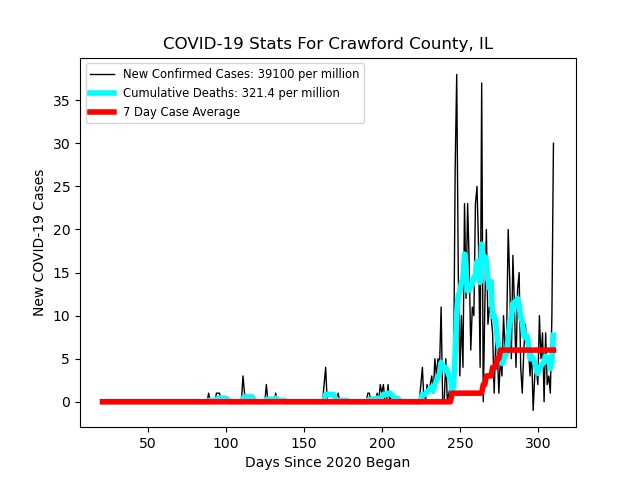 COVID-19 Stats For Crawford County, IL
New Confirmed Cases: 39100 per million
Cumulative Deaths: 321.4 per million
7 Day Case Average
New COVID-19 Cases
35
30
25
20
15
10
5
0
50 100 150 200 250 300
Days Since 2020 Began